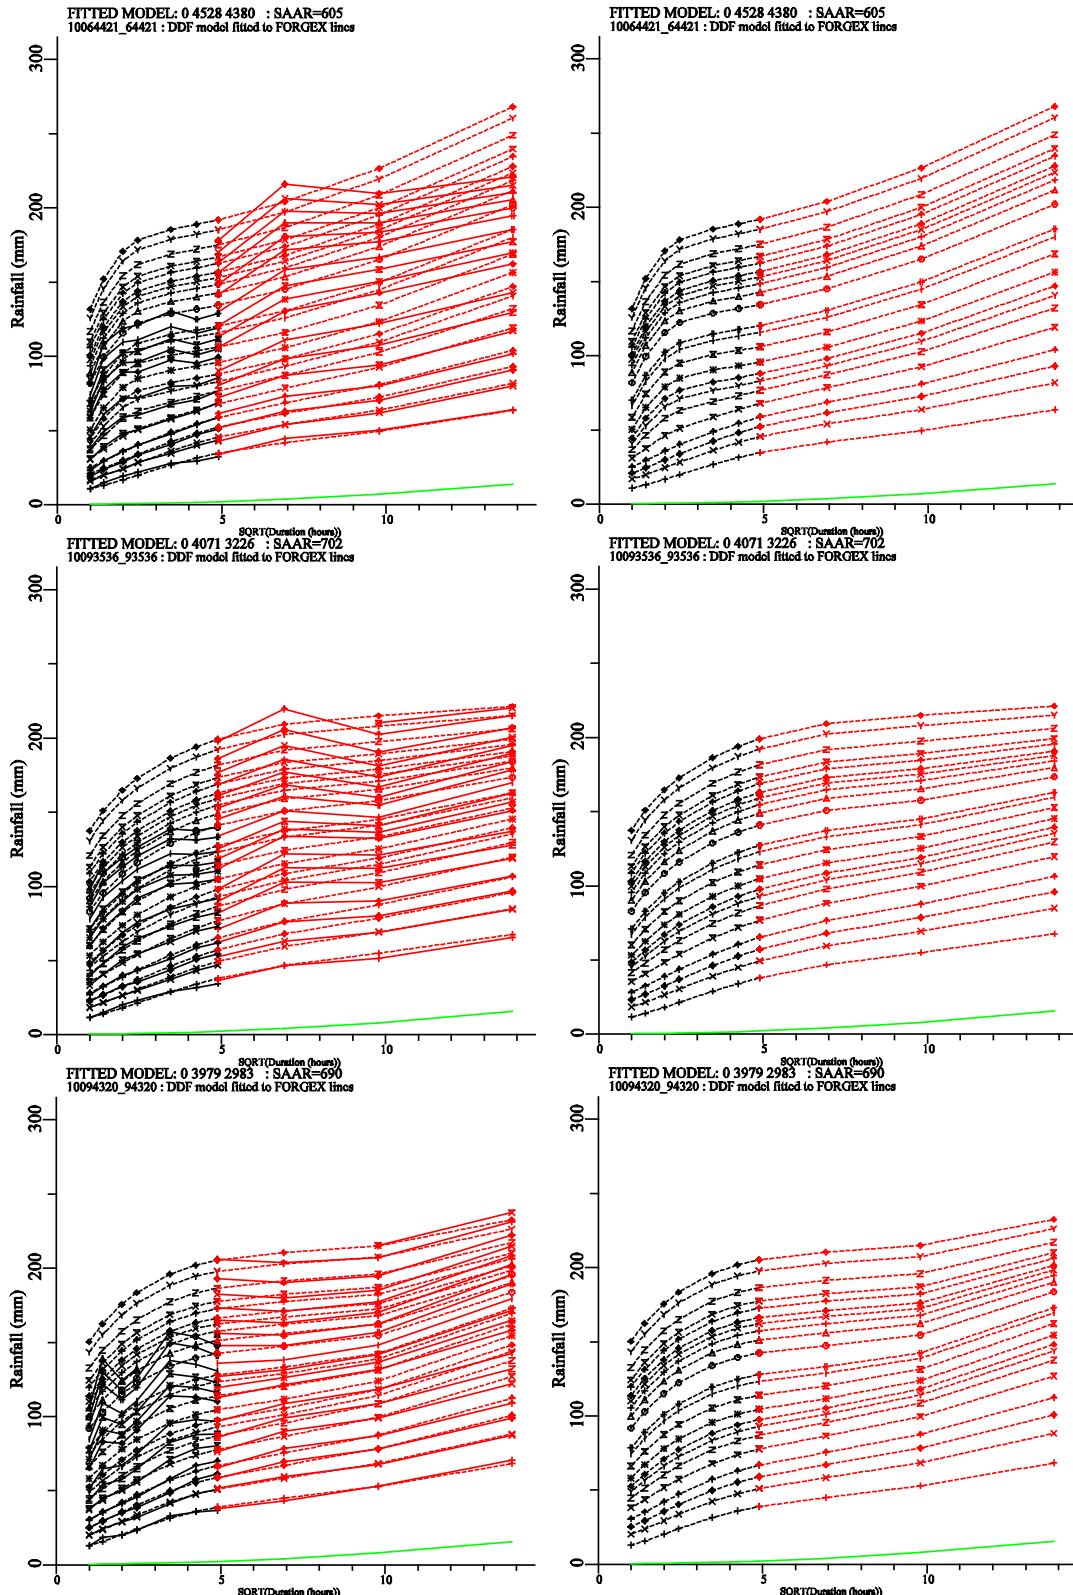 FITTED MODEL: 0 4528 4380 : SAAR=605
10064421_64421 : DDF model fitted to FORGEX lines
Rainfall (mm)
300
200
100
0
0 5 10
SQRT(Duration (hours))
FITTED MODEL: 0 4528 4380 : SAAR=605
10064421_64421 : DDF model fitted to FORGEX lines
Rainfall (mm)
300
200
100
0
0 5 10
SQRT(Duration (hours))
FITTED MODEL: 0 4071 3226 : SAAR=702
10093536_93536 : DDF model fitted to FORGEX lines
Rainfall (mm)
300
200
100
0
0 5 10
SQRT(Duration (hours))
FITTED MODEL: 0 4071 3226 : SAAR=702
10093536_93536 : DDF model fitted to FORGEX lines
Rainfall (mm)
300
200
100
0
0 5 10
SQRT(Duration (hours))
FITTED MODEL: 0 3979 2983 : SAAR=690
10094320_94320 : DDF model fitted to FORGEX lines
Rainfall (mm)
300
200
100
0
0 5 10
SQRT(Duration (hours))
FITTED MODEL: 0 3979 2983 : SAAR=690
10094320_94320 : DDF model fitted to FORGEX lines
Rainfall (mm)
300
200
100
0
0 5 10
SQRT(Duration (hours))